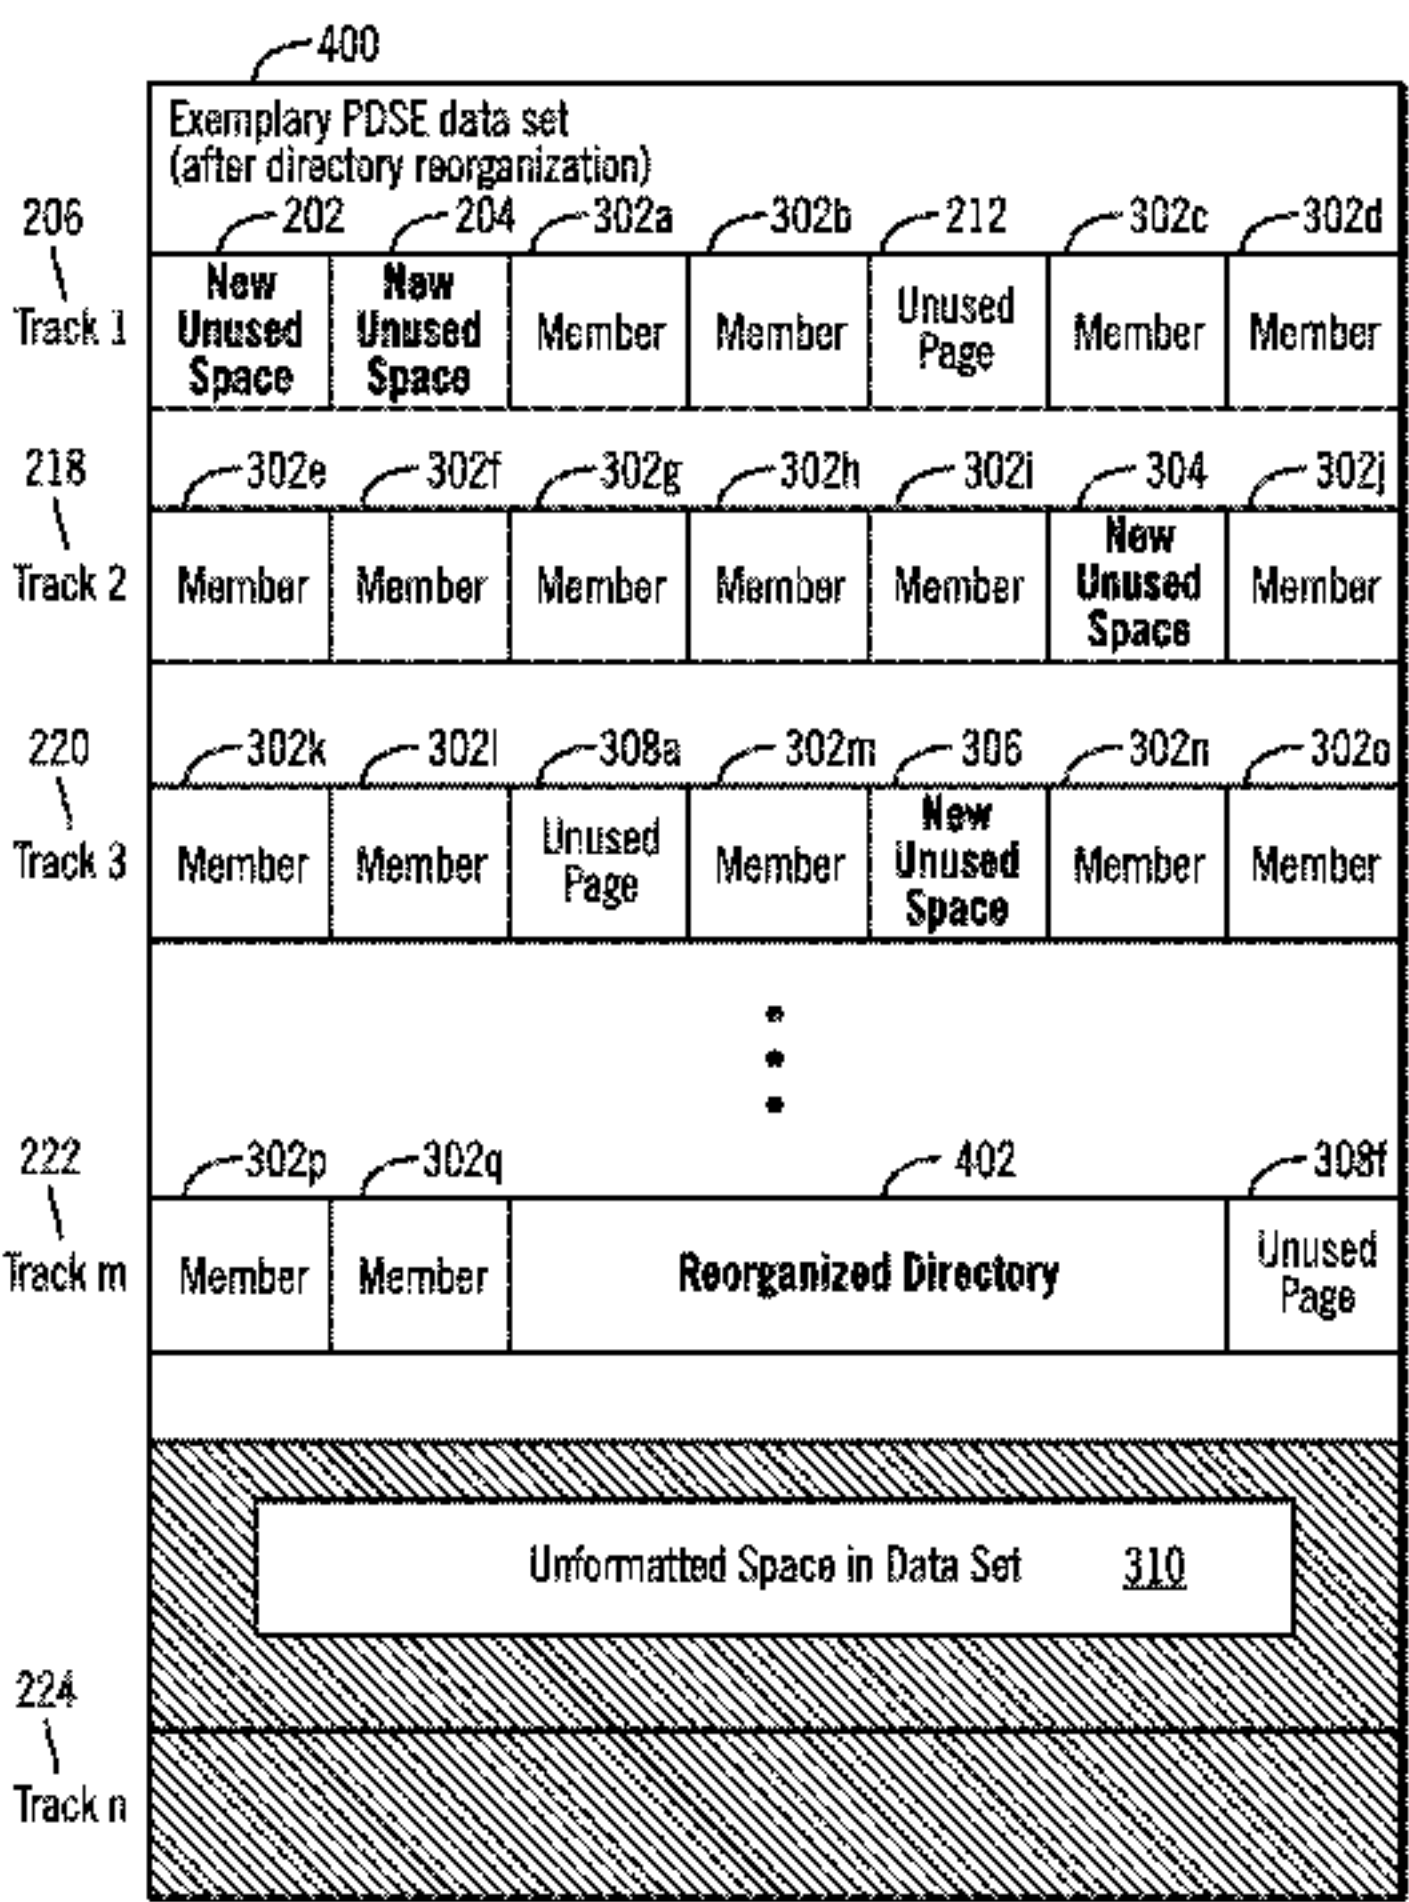 400
Exemplary PDSE data set
(after directory reorganization)
206 202 204 302a 302b 212 302c 302d
Track 1
New Unused Space
New Unused Space
Member
Member
Unused Page
Member
Member
218 302e 302f 302g 302h 302i 304 302j
Track 2
Member
Member
Member
Member
Member
New Unused Space
Member
220 302k 302l 308a 302m 306 302n 302o
Track 3
Member
Member
Unused Page
Member
New Unused Space
Member
Member
222 302p 302q 402 308f
Track m
Member
Member
Reorganized Directory
Unused Page
Unformatted Space in Data Set 310
224
Track n